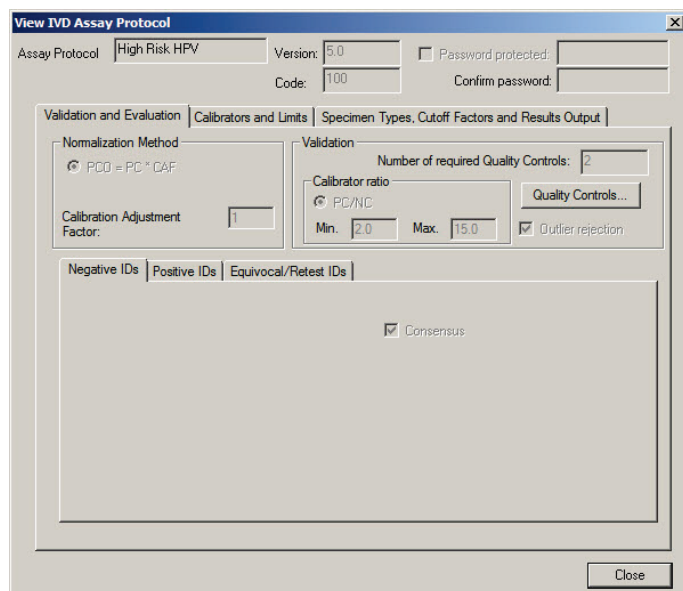 View IVD Assay Protocol
Assay Protocol High Risk HPV Version: 5.0 Password protected:
Code: 100 Confirm password:
Validation and Evaluation Calibrators and Limits Specimen Types, Cutoff Factors and Results Output
Normalization Method
PCO = PC * CAF
Calibration Adjustment
Factor:
1
Validation
Number of required Quality Controls: 2
Calibrator ratio
PC/NC
Min. 2.0 Max. 15.0
Quality Controls...
Outlier rejection
Negative IDs Positive IDs Equivocal/Retest IDs
Consensus
Close